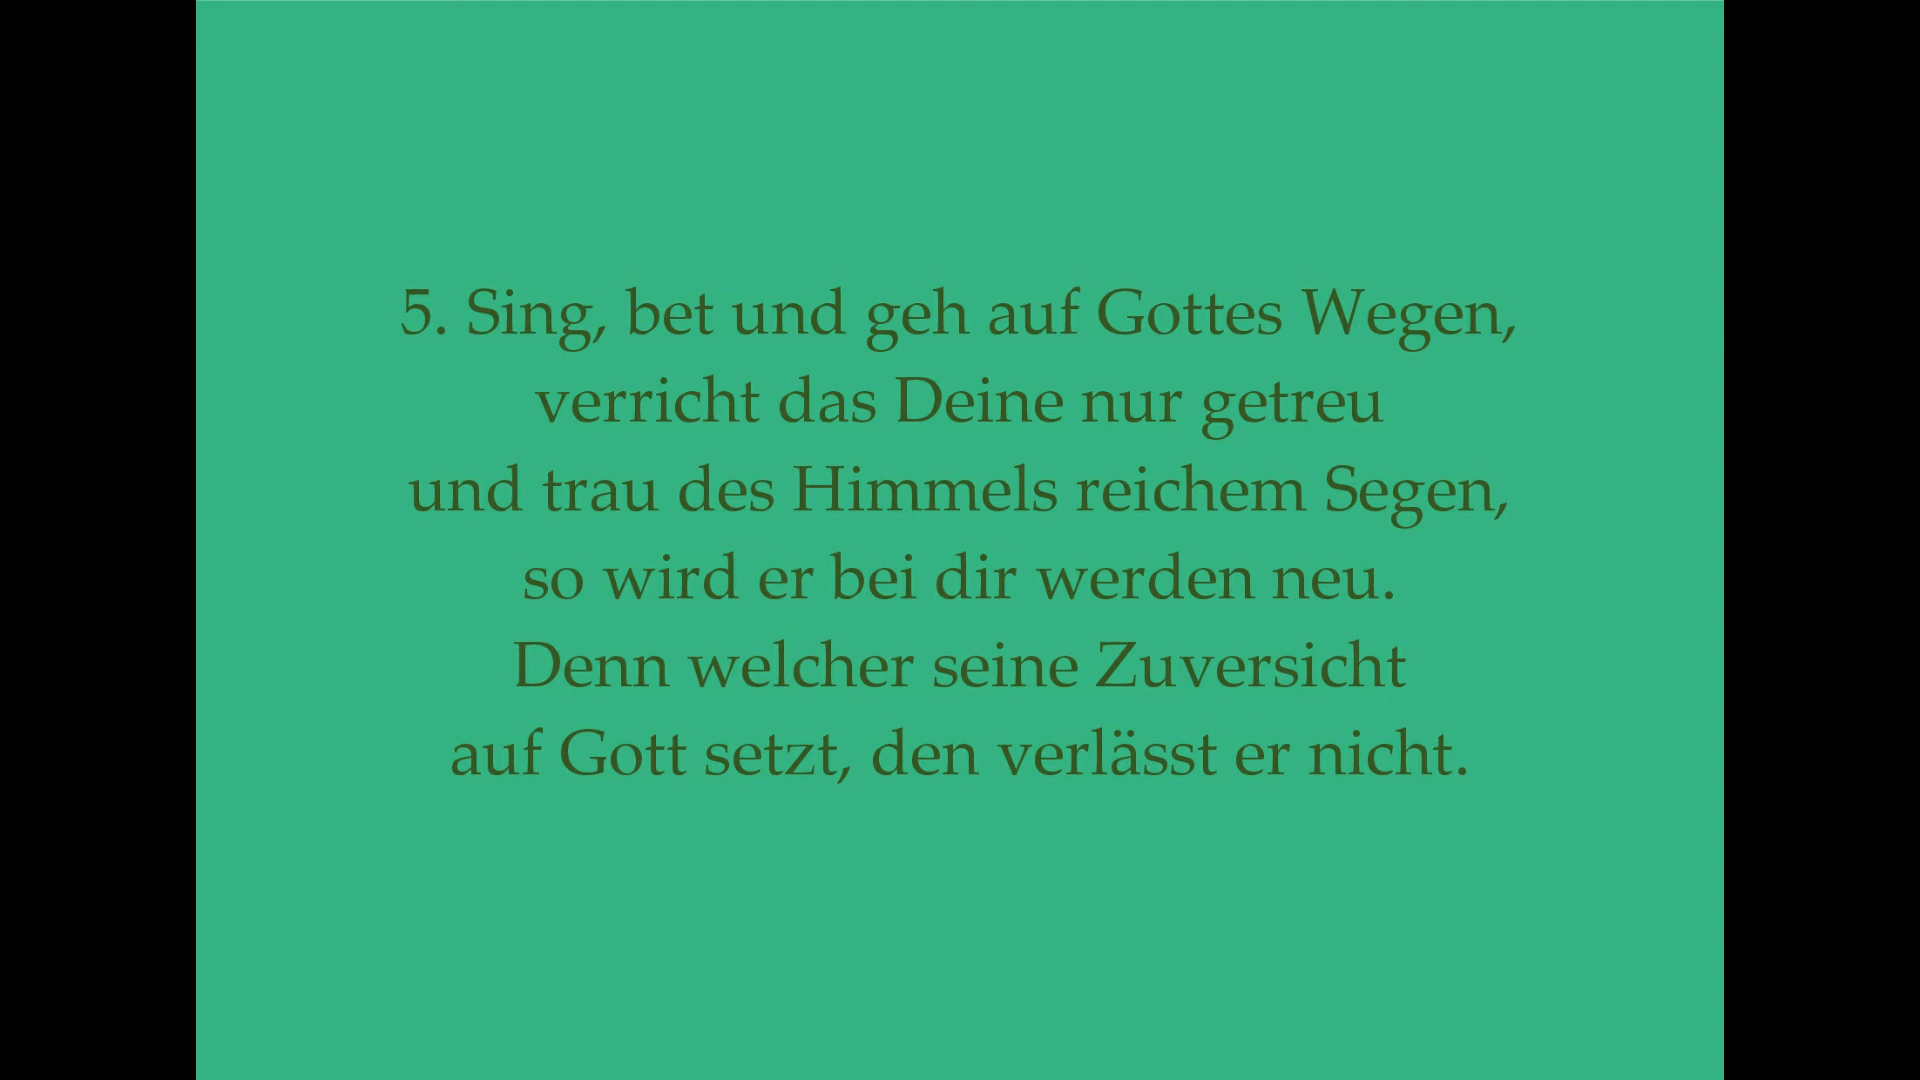 5. Sing, bet und geh auf Gottes Wegen,
verricht das Deine nur getreu
und trau des Himmels reichem Segen,
so wird er bei dir werden neu.
Denn welcher seine Zuversicht
auf Gott setzt, den verlässt er nicht.